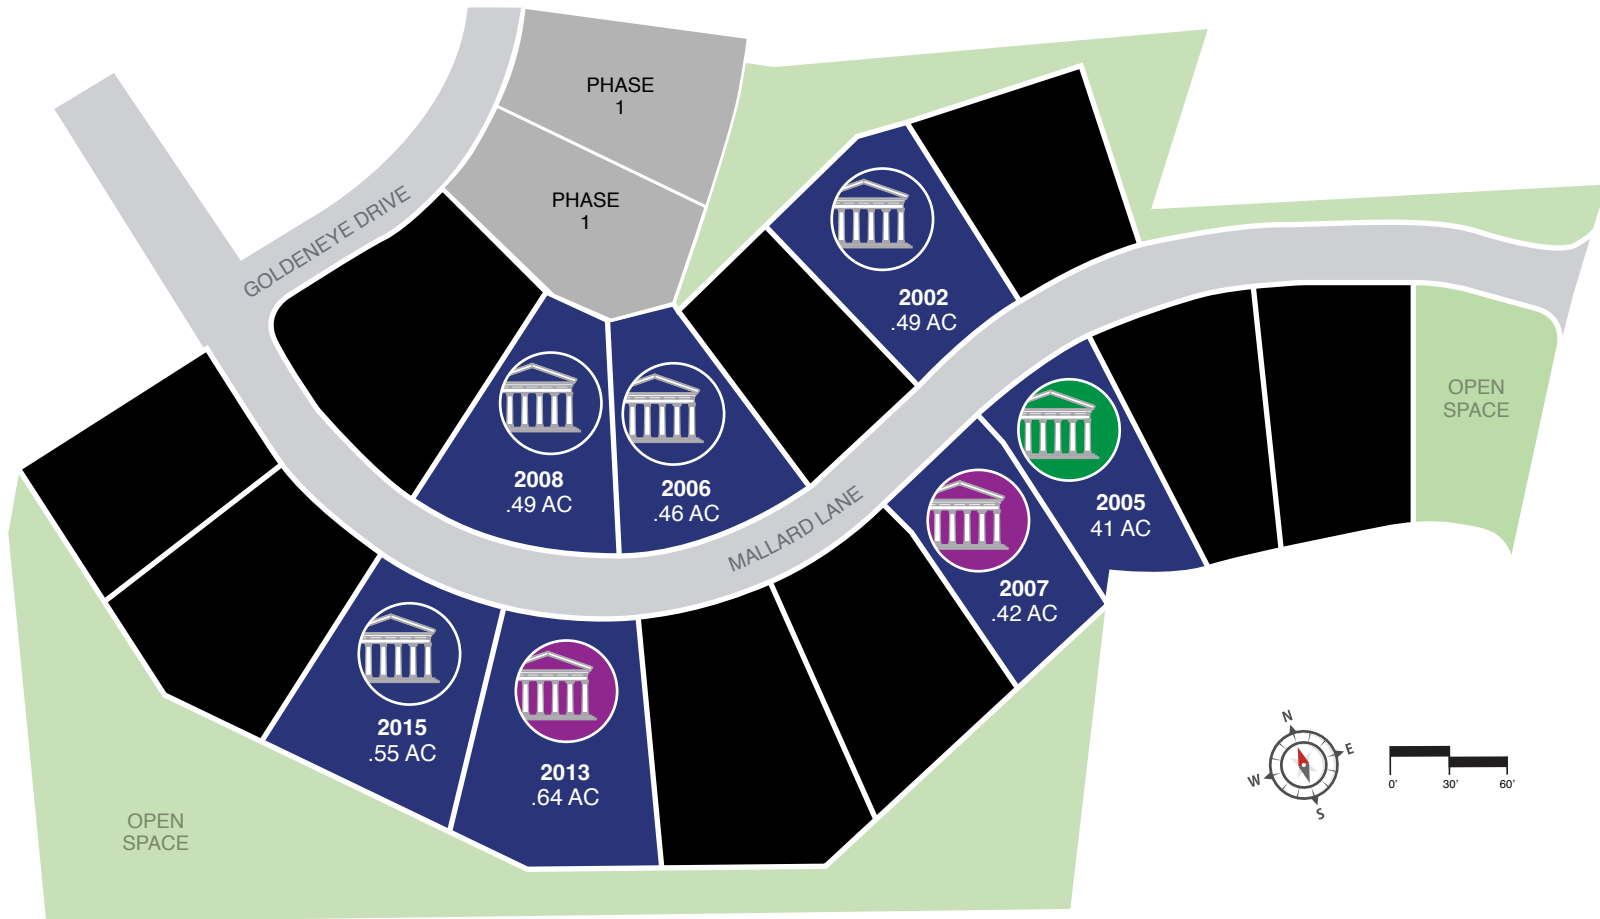 PHASE
1
PHASE
1
GOLDENEYE DRIVE
2002
.49 AC
OPEN
SPACE
2008
.49 AC
2006
.46 AC
2005
41 AC
MALLARD LANE
2007
.42 AC
2015
.55 AC
2013
.64 AC
OPEN
SPACE
N
E
W
S
0' 30' 60'